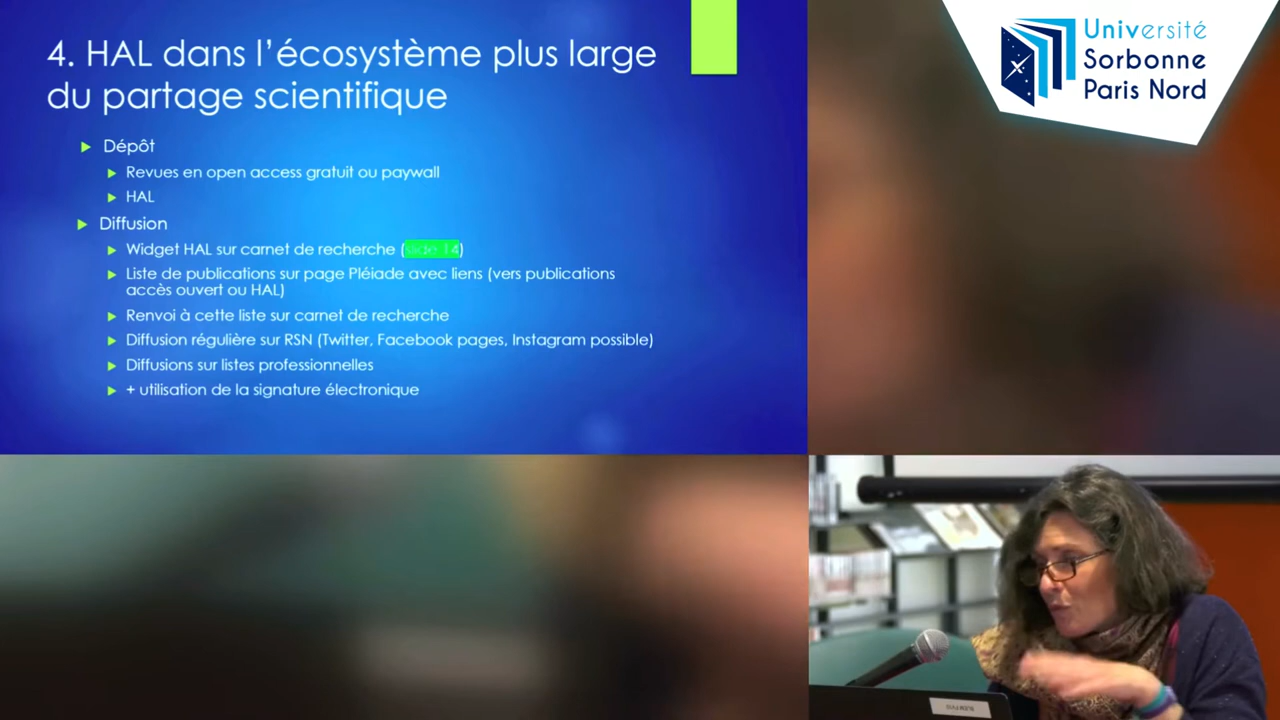 4. HAL dans l’écosystème plus large
du partage scientifique
Dépôt
Revues en open access gratuit ou paywall
HAL
Diffusion
Widget HAL sur carnet de recherche (slide 14)
Liste de publications sur page Pléiade avec liens (vers publications
accès ouvert ou HAL)
Renvoi à cette liste sur carnet de recherche
Diffusion régulière sur RSN (Twitter, Facebook pages, Instagram possible)
Diffusions sur listes professionnelles
+ utilisation de la signature électronique
Université
Sorbonne
Paris Nord